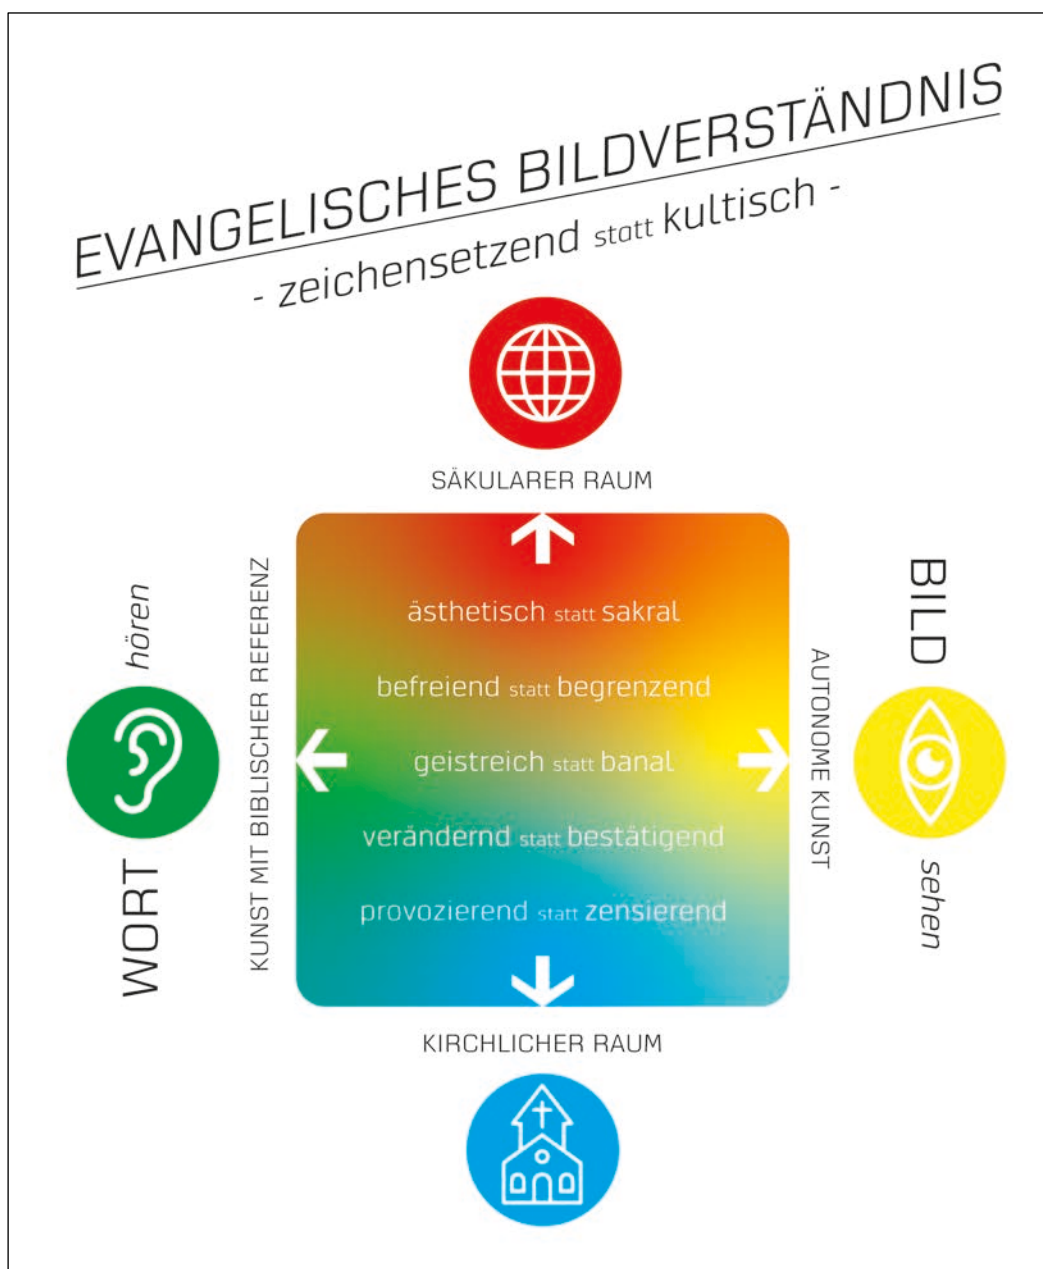 EVANGELISCHES BILDVERSTÄNDNIS
- zeichensetzend statt kultisch -
SÄKULARER RAUM
hören
WORT
KUNST MIT BIBLISCHER REFERENZ
ästhetisch statt sakral
befreiend statt begrenzend
geistreich statt banal
verändernd statt bestätigend
provozierend statt zensierend
AUTONOME KUNST
BILD
sehen
KIRCHLICHER RAUM